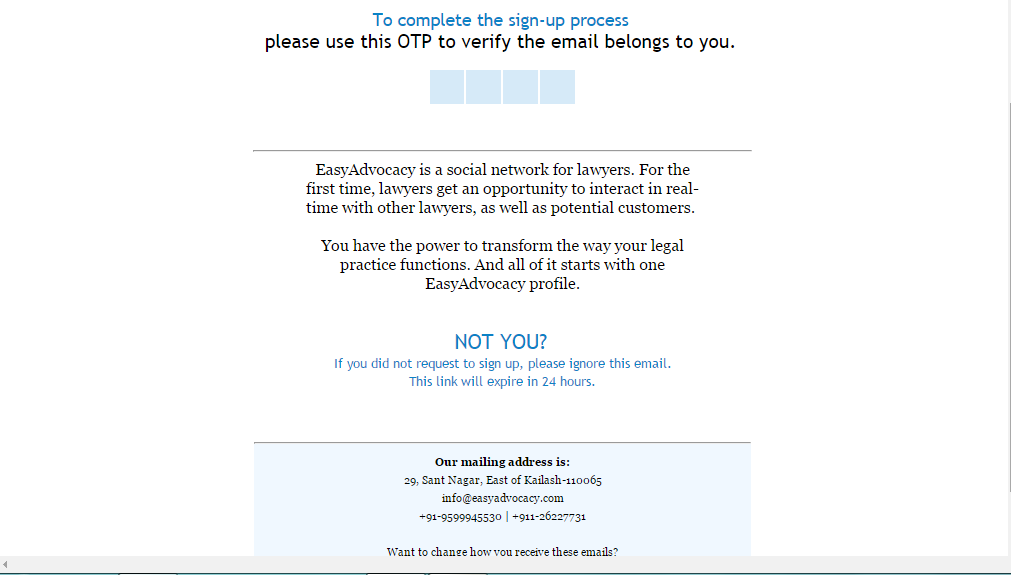 To complete the sign-up process
please use this OTP to verify the email belongs to you.
EasyAdvocacy is a social network for lawyers. For the
first time, lawyers get an opportunity to interact in real-
time with other lawyers, as well as potential customers.
You have the power to transform the way your legal
practice functions. And all of it starts with one
EasyAdvocacy profile.
NOT YOU?
If you did not request to sign up, please ignore this email.
This link will expire in 24 hours.
Our mailing address is:
29, Sant Nagar, East of Kailash-110065
info@easyadvocacy.com
+91-9599945530 | +911-26227731
Want to change how you receive these emails?